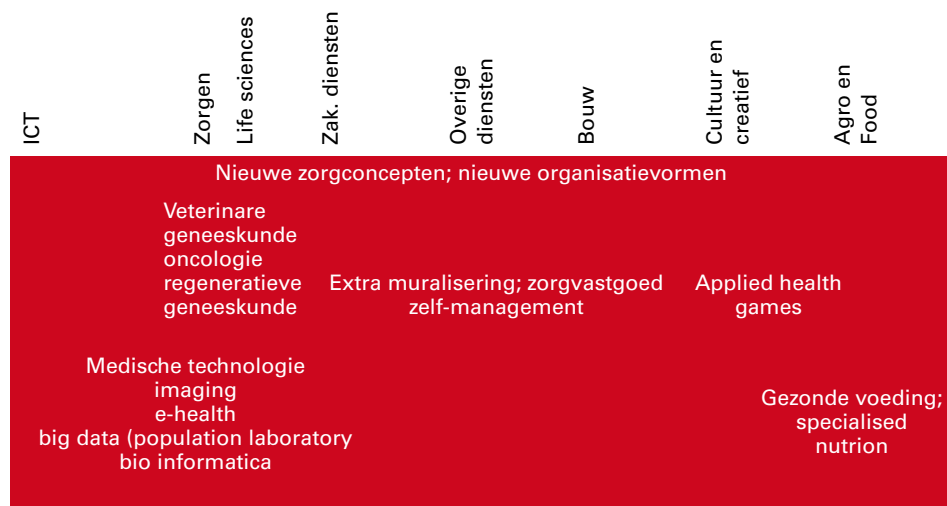 ICT
Zorgen
Life sciences
Zak. diensten
Overige
diensten
Bouw
Cultuur en
creatief
Agro en
Food
Nieuwe zorgconcepten; nieuwe organisatievormen
Veterinare
geneeskunde
oncologie
regeneratieve
geneeskunde
Extra muralisering; zorgvastgoed
zelf-management
Applied health
games
Medische technologie
imaging
e-health
big data (population laboratory
bio informatica
Gezonde voeding;
specialised
nutrion